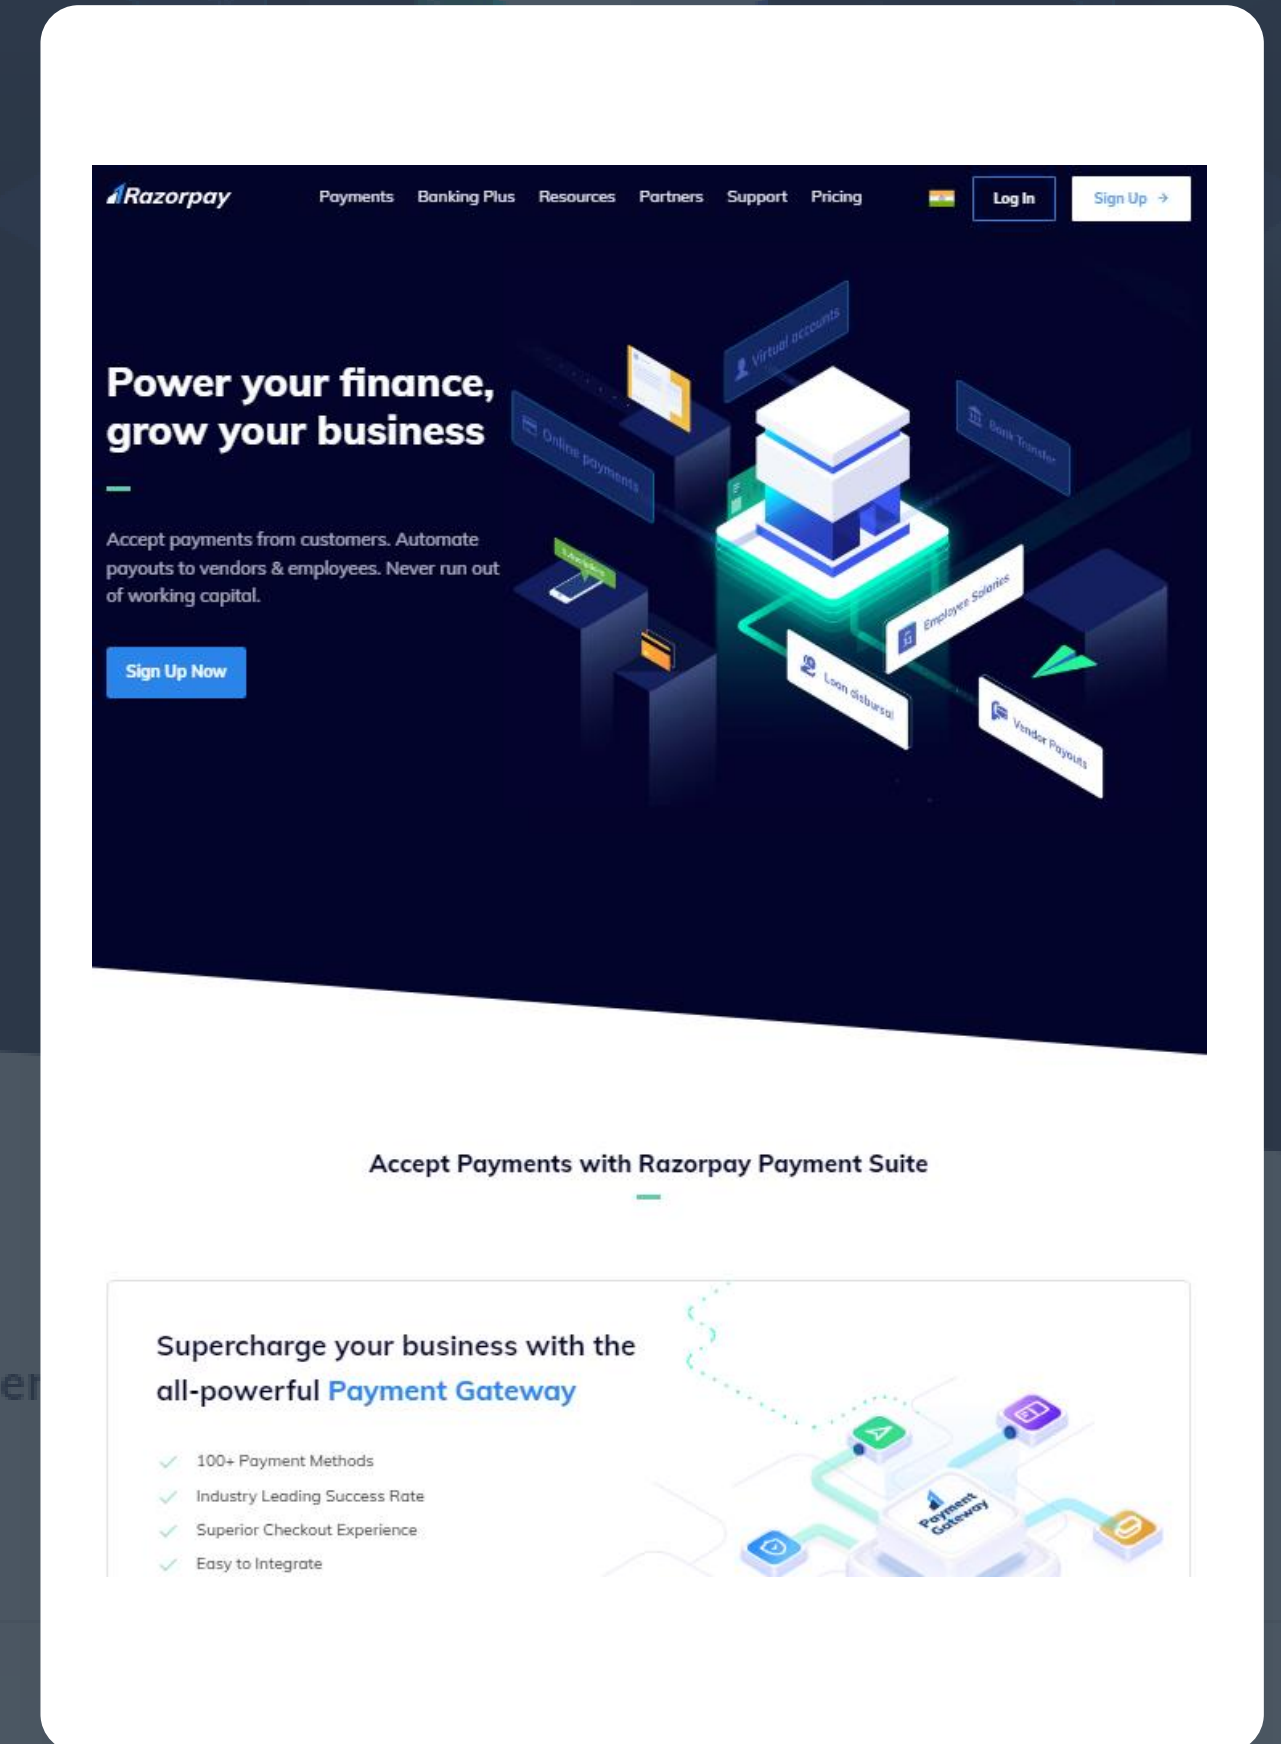 Razorpay
Payments
Banking Plus
Resources
Partners
Support
Pricing
Log In
Sign Up →
Power your finance,
grow your business
Accept payments from customers. Automate
payouts to vendors & employees. Never run out
of working capital.
Sign Up Now
Virtual accounts
Online payments
Bank Transfer
Employee Salaries
Loan disbursal
Vendor Payouts
Accept Payments with Razorpay Payment Suite
Supercharge your business with the
all-powerful Payment Gateway
100+ Payment Methods
Industry Leading Success Rate
Superior Checkout Experience
Easy to Integrate
Payment
Gateway
er